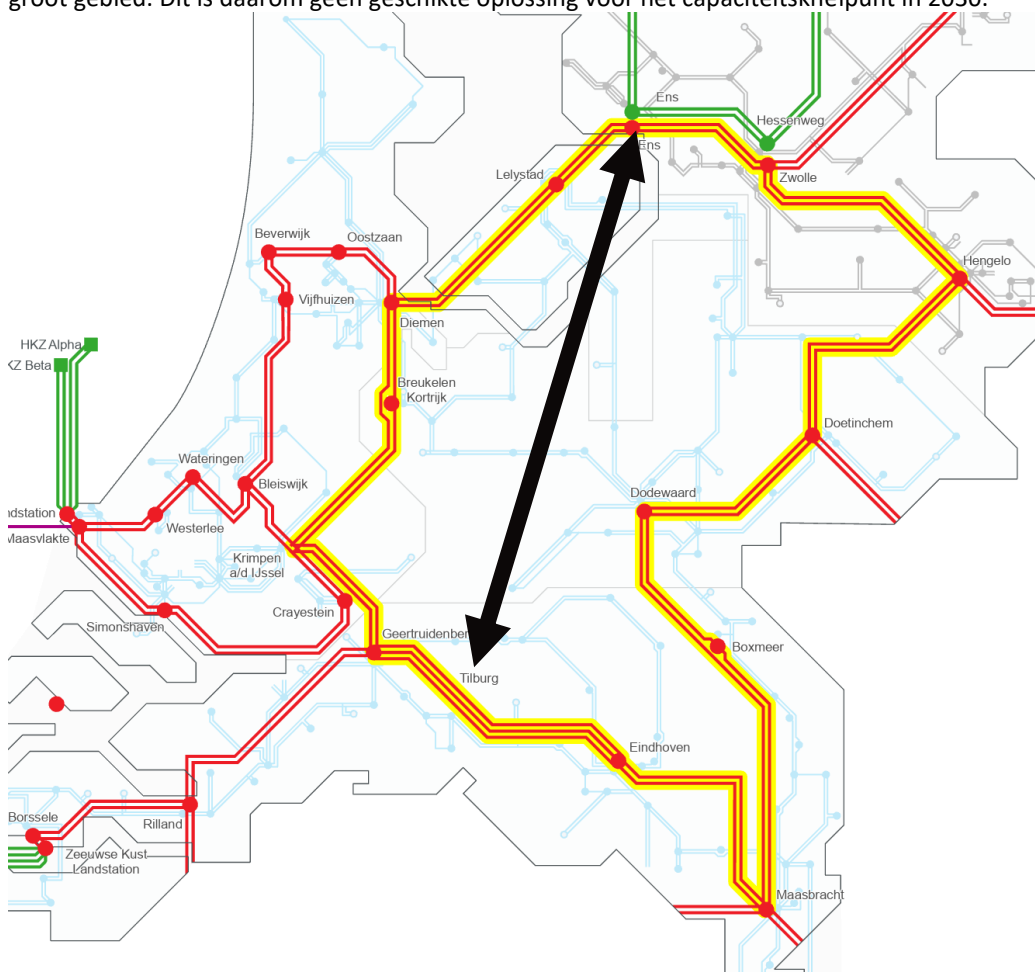 groot gebied. Dit is daarom geen geschikte oplossing voor het capaciteitsknelpunt in 2030.
Ens
Hessenweg
Ens
Zwolle
Lelystad
Beverwijk
Oostzaan
Hengelo
Vijfhuizen
Diemen
HKZ Alpha
KZ Beta
Breukelen
Kortrijk
Doetinchem
Wateringen
Bleiswijk
Dodewaard
ndstation
Maasvlakte
Westerlee
Krimpen
a/d IJssel
Crayestein
Simonshaven
Geertruidenber
Boxmeer
Tilburg
Eindhoven
Borssele
Rilland
Zeeuwse Kust
Landstation
Maasbracht